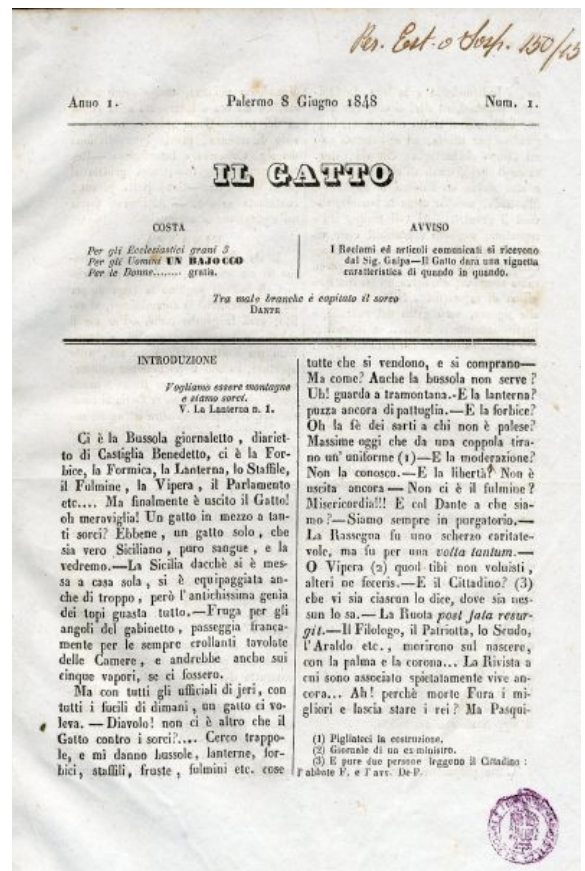 Per. Est. o Sosp. 150/15
Anno 1. Palermo 8 Giugno 1848 Num. 1.
IL GATTO
COSTA
Per gli Ecclesiastici grani 3
Per gli Uomini UN BAJOCCO
Per le Donne........ gratis.
AVVISO
I Reclami ed articoli comunicati si ricevono
dal Sig. Galpa—Il Gatto darà una vignetta
caratteristica di quando in quando.
Tra male branche è capitato il sorco
DANTE
INTRODUZIONE
Vogliamo essere montagne
e siamo sorci.
V. La Lanterna n. 1.
Ci è la Bussola giornaletto, diariet-
to di Castiglia Benedetto, ci è la For-
bice, la Formica, la Lanterna, lo Staffile,
il Fulmine, la Vipera, il Parlamento
etc.... Ma finalmente è uscito il Gatto!
oh meraviglia! Un gatto in mezzo a tan-
ti sorci? Ebbene, un gatto solo, che
sia vero Siciliano, puro sangue, e la
vedremo.—La Sicilia dacchè si è mes-
sa a casa sola, si è equipaggiata an-
che di troppo, però l'antichissima genia
dei topi guasta tutto.—Fruga per gli
angoli del gabinetto, passeggia franca-
mente per le sempre crollanti tavolate
delle Camere, e andrebbe anche sui
cinque vapori, se ci fossero.
Ma con tutti gli ufficiali di jeri, con
tutti i fucili di dimani, un gatto ci vo-
leva.—Diavolo! non ci è altro che il
Gatto contro i sorci?.... Cerco trappo-
le, e mi danno bussole, lanterne, for-
bici, staffili, fruste, fulmini etc. cose
tutte che si vendono, e si comprano—
Ma come? Anche la bussola non serve?
Uh! guarda a tramontana.-E la lanterna?
puzza ancora di pattuglia.—E la forbice?
Oh la fè dei sarti a chi non è palese?
Massime oggi che da una coppola tira-
no un'uniforme (1)—E la moderazione?
Non la conosco.—E la libertà? Non è
uscita ancora—Non ci è il fulmine?
Misericordia!!! E col Dante a che sia-
mo?—Siamo sempre in purgatorio.—
La Rassegna fu uno scherzo caritate-
vole, ma fu per una volta tantum.—
O Vipera (2) quod tibi non voluisti,
alteri ne feceris.—E il Cittadino? (3)
che vi sia ciascun lo dice, dove sia nes-
sun lo sa.—La Ruota post fata resur-
git.—Il Filologo, il Patriotta, lo Scudo,
l'Araldo etc., morirono sul nascere,
con la palma e la corona... La Rivista a
cui sono associato spietatamente vive an-
cora... Ah! perchè morte Fura i mi-
gliori e lascia stare i rei? Ma Pasqui-
(1) Pigliateci la costruzione.
(2) Giornale di un ex-ministro.
(3) E pure due persone leggono il Cittadino:
l'abbate F. e l'avv. De-P.